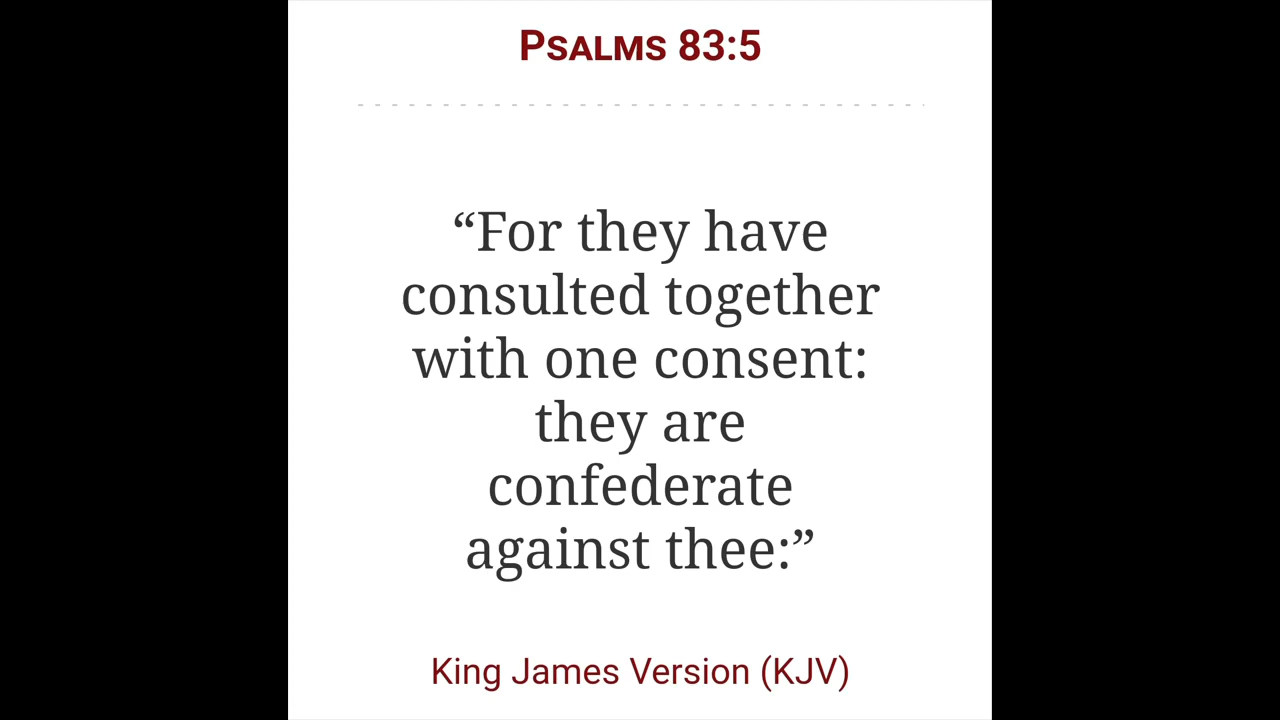 Psalms 83:5
“For they have
consulted together
with one consent:
they are
confederate
against thee:”
King James Version (KJV)